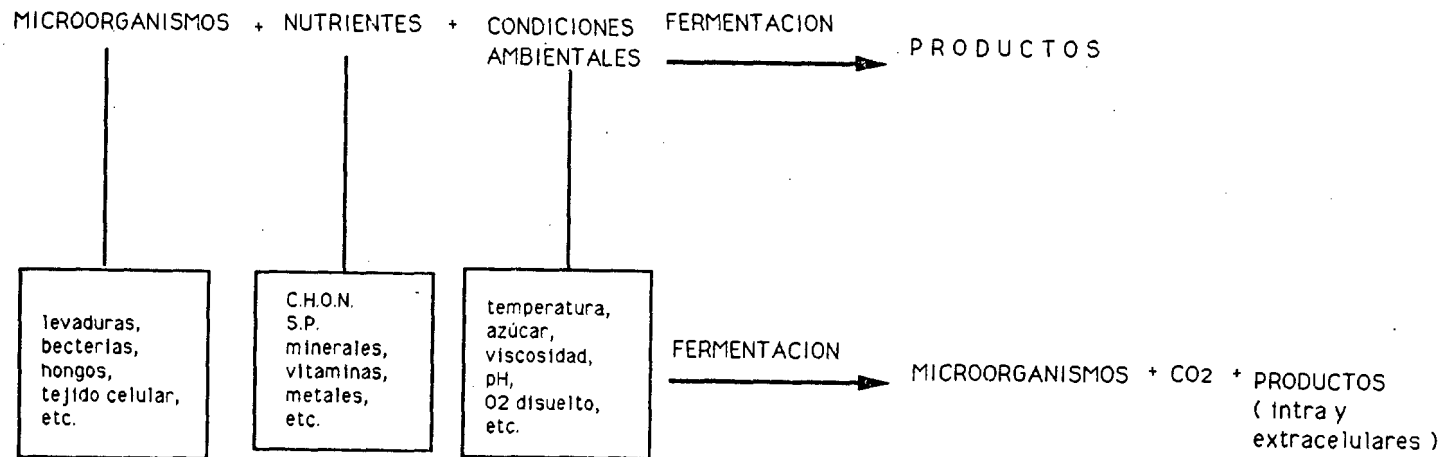 MICROORGANISMOS + NUTRIENTES + CONDICIONES AMBIENTALES
FERMENTACION
PRODUCTOS
levaduras,
becterias,
hongos,
tejido celular,
etc.
C.H.O.N.
S.P.
minerales,
vitaminas,
metales,
etc.
temperatura,
azúcar,
viscosidad,
pH,
O2 disuelto,
etc.
FERMENTACION
MICROORGANISMOS + CO2 + PRODUCTOS
( intra y
extracelulares )